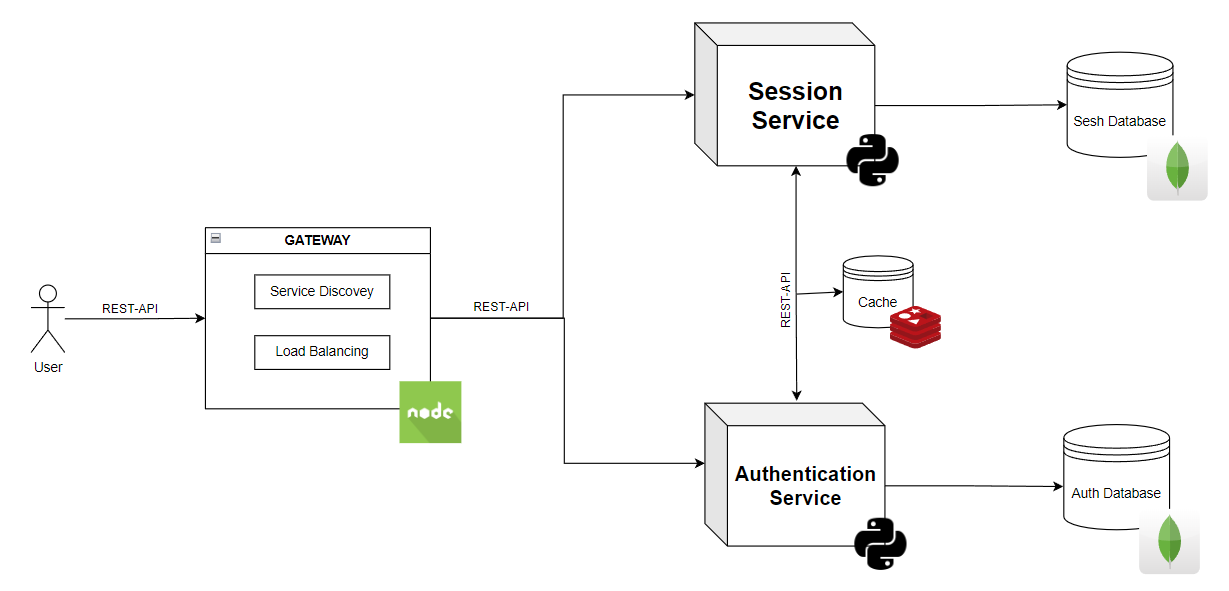 Session
Service
Sesh Database
GATEWAY
Service Discovey
Load Balancing
REST-API
User
node
REST-API
REST-API
Cache
Authentication
Service
Auth Database